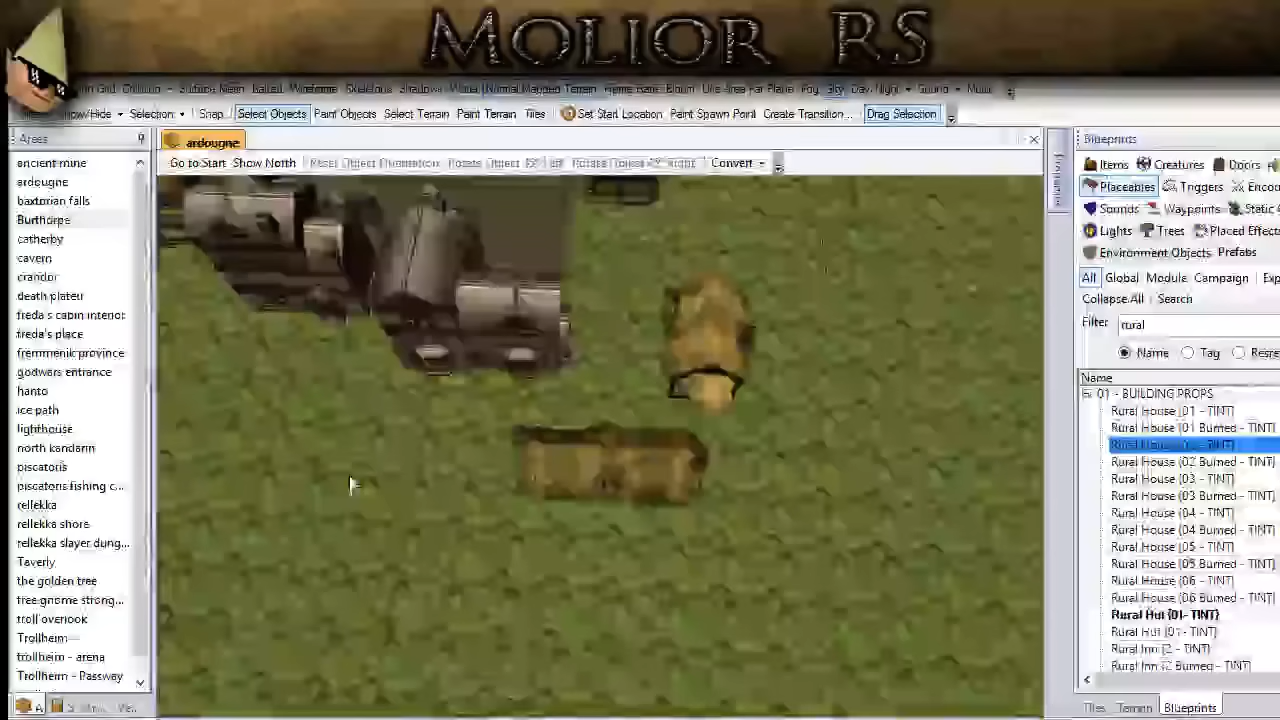 MOLIOR RS
Selection Snap Select Objects Paint Objects Select Terrain Paint Terrain Tiles Set Start Location Paint Spawn Point Create Transition... Drag Selection
Areas
ardougne
Blueprints
Go to Start Show North Reset Object Orientation Convert
ancient mine
ardougne
baxtorian falls
Burthorpe
catherby
cavern
crandor
death plateu
freda's cabin interior
freda's place
fremmenik province
godwars entrance
hanto
ice path
lighthouse
north kandarin
piscatoris
piscatoris fishing c...
rellekka
rellekka shore
rellekka slayer dung...
Taverly
the golden tree
tree gnome strong...
troll overlook
Trollheim
trollheim - arena
Trollheim - Passway
Items Creatures Doors
Placeables Triggers
Sounds Waypoints Static
Lights Trees Placed Effects
Environment Objects Prefabs
All Global Module Campaign
Collapse All Search
Filter rural
Name Tag
Name
01 - BUILDING PROPS
Rural House {01 - TINT}
Rural House {01 Burned - TINT}
Rural House
Rural House {02 Burned - TINT}
Rural House {03 - TINT}
Rural House {03 Burned - TINT}
Rural House {04 - TINT}
Rural House {04 Burned - TINT}
Rural House {05 - TINT}
Rural House {05 Burned - TINT}
Rural House {06 - TINT}
Rural House {06 Burned - TINT}
Rural Hut {01- TINT}
Rural Hut {01- TINT}
Rural Inn {2 - TINT}
Rural Inn {2 Burned - TINT}
Tiles Terrain Blueprints